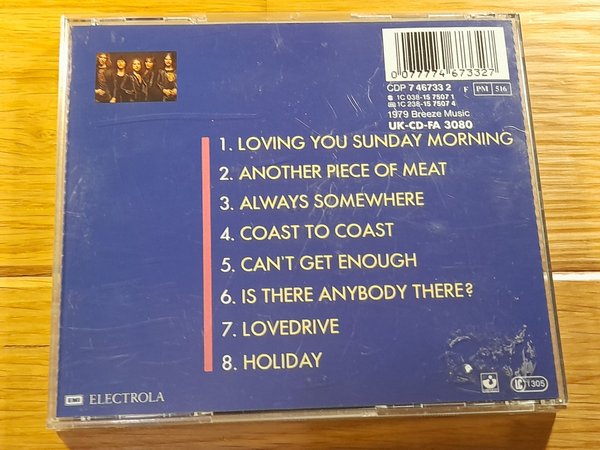 0 077774 673327
CDP 7 46733 2
F PM 516
1C 038-15 7507 1
1C 238-15 7507 4
1979 Breeze Music
UK-CD-FA 3080
1. LOVING YOU SUNDAY MORNING
2. ANOTHER PIECE OF MEAT
3. ALWAYS SOMEWHERE
4. COAST TO COAST
5. CAN'T GET ENOUGH
6. IS THERE ANYBODY THERE?
7. LOVEDRIVE
8. HOLIDAY
EMI ELECTROLA
LC 1305